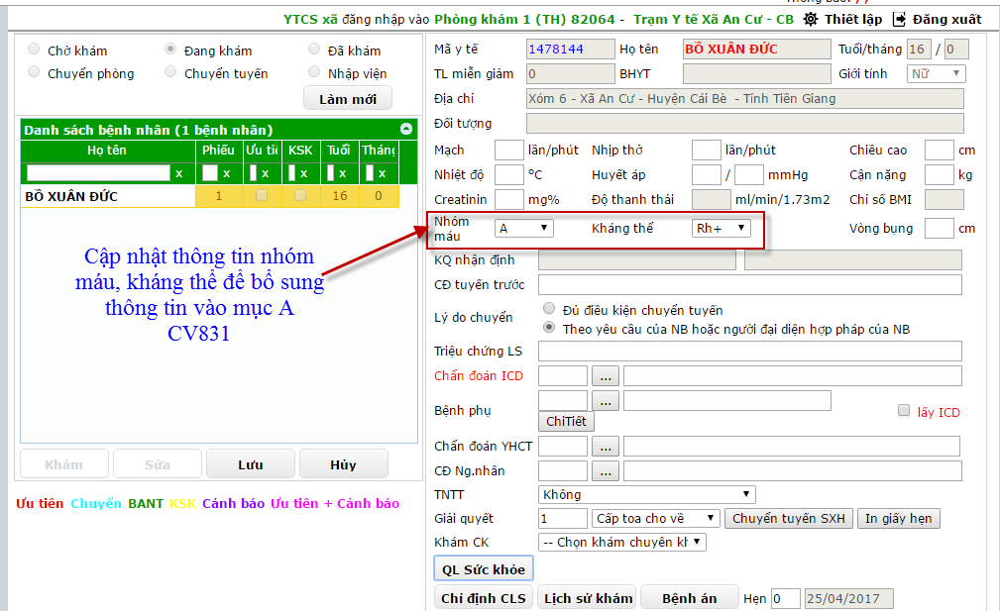 YTCS xã đăng nhập vào Phòng khám 1 (TH) 82064 - Trạm Y tế Xã An Cư - CB Thiết lập Đăng xuất
Chờ khám Đang khám Đã khám
Chuyển phòng Chuyển tuyến Nhập viện
Làm mới
Danh sách bệnh nhân (1 bệnh nhân)
Họ tên Phiếu Ưu tiê KSK Tuổi Tháng
x x x x x x
BỒ XUÂN ĐỨC 1 16 0
Cập nhật thông tin nhóm
máu, kháng thể để bổ sung
thông tin vào mục A
CV831
Khám Sửa Lưu Hủy
Ưu tiên Chuyển BANT KSK Cảnh báo Ưu tiên + Cảnh báo
Mã y tế 1478144 Họ tên BỒ XUÂN ĐỨC Tuổi/tháng 16 / 0
TL miễn giảm 0 BHYT Giới tính Nữ
Địa chỉ Xóm 6 - Xã An Cư - Huyện Cái Bè - Tỉnh Tiền Giang
Đối tượng
Mạch lần/phút Nhịp thở lần/phút Chiều cao cm
Nhiệt độ °C Huyết áp / mmHg Cận nặng kg
Creatinin mg% Độ thanh thải ml/min/1.73m2 Chỉ số BMI
Nhóm
máu A Kháng thể Rh+ Vòng bụng cm
KQ nhận định
CĐ tuyến trước
Lý do chuyển
Đủ điều kiện chuyển tuyến
Theo yêu cầu của NB hoặc người đại diện hợp pháp của NB
Triệu chứng LS
Chẩn đoán ICD ...
Bệnh phụ ... lấy ICD
ChiTiết
Chẩn đoán YHCT ...
CĐ Ng.nhân ...
TNTT Không
Giải quyết 1 Cấp toa cho về Chuyển tuyến SXH In giấy hẹn
Khám CK -- Chọn khám chuyên kh
QL Sức khỏe
Chỉ định CLS Lịch sử khám Bệnh án Hẹn 0 25/04/2017